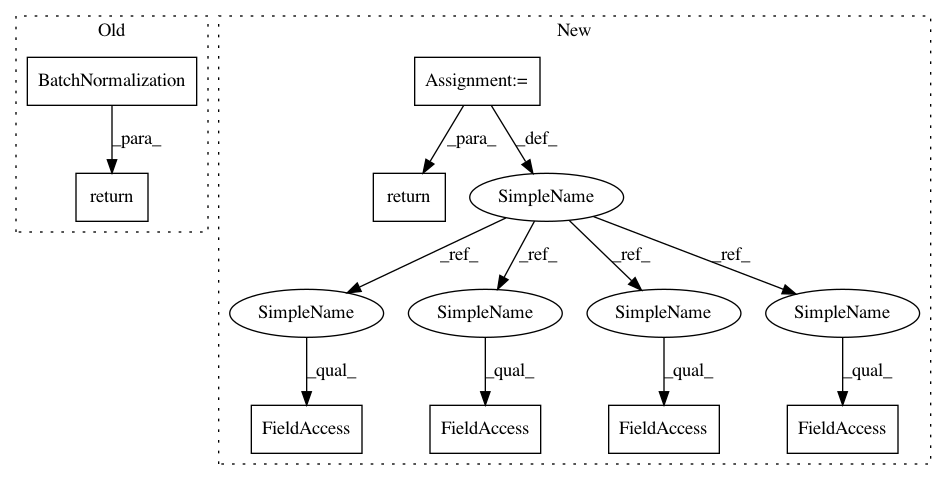 Old
New
BatchNormalization
Assignment:=
_para_
_para_
_def_
return
return
SimpleName
_ref_
_ref_
_ref_
_ref_
SimpleName
SimpleName
SimpleName
SimpleName
_qual_
_qual_
_qual_
_qual_
FieldAccess
FieldAccess
FieldAccess
FieldAccess